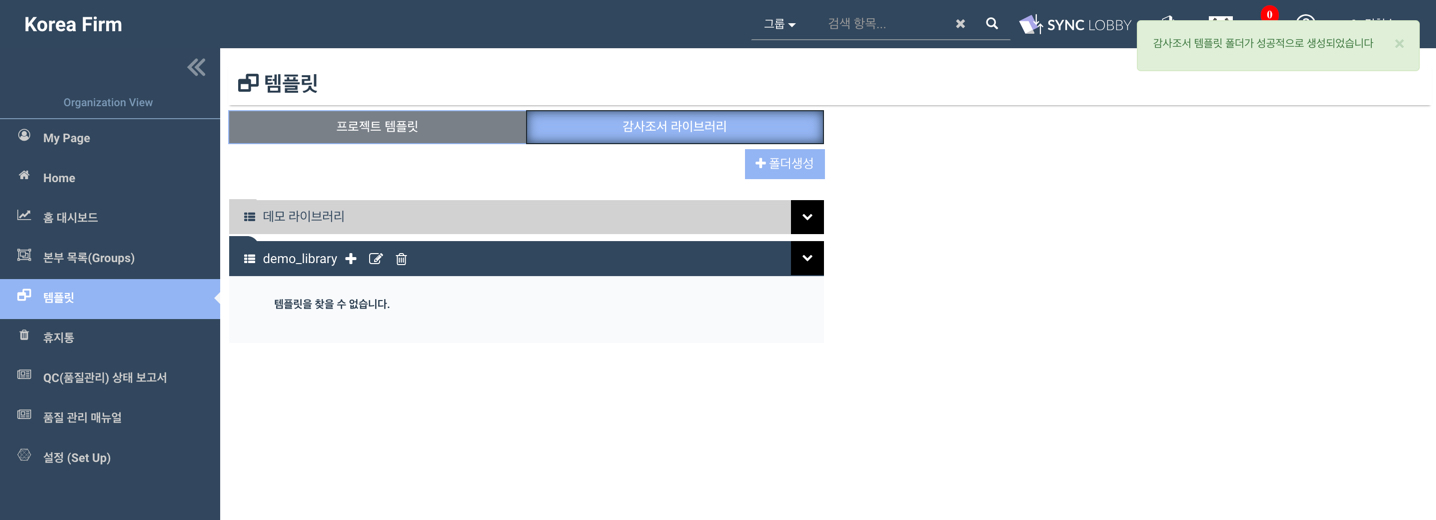 Korea Firm
그룹
검색 항목...
SYNC LOBBY
0
감사조서 템플릿 폴더가 성공적으로 생성되었습니다
Organization View
My Page
Home
홈 대시보드
본부 목록(Groups)
템플릿
휴지통
QC(품질관리) 상태 보고서
품질 관리 매뉴얼
설정 (Set Up)
템플릿
프로젝트 템플릿
감사조서 라이브러리
폴더생성
데모 라이브러리
demo_library
템플릿을 찾을 수 없습니다.